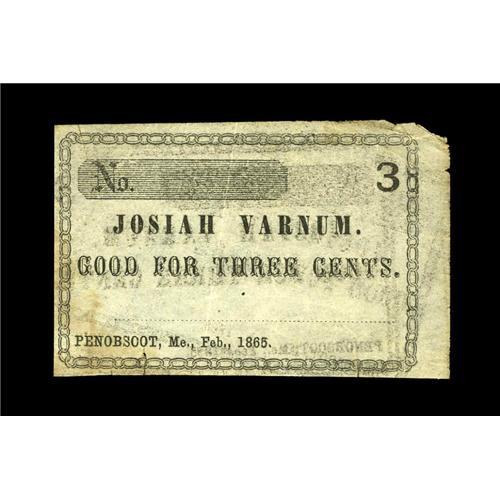 No. 3
JOSIAH VARNUM.
GOOD FOR THREE CENTS.
PENOBSCOT, Me., Feb., 1865.